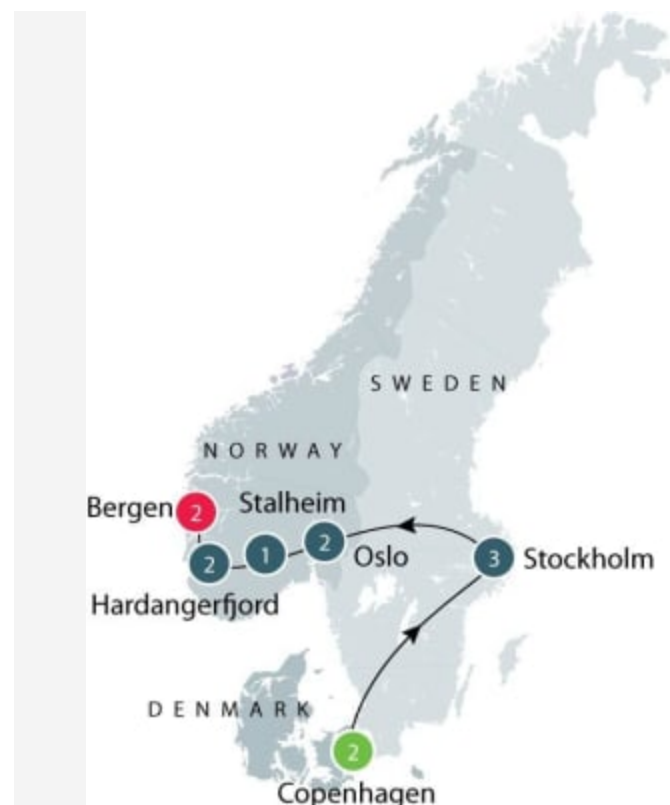 SWEDEN
NORWAY
Stalheim
Bergen
2
2
Oslo
1
2
3
Stockholm
Hardangerfjord
DENMARK
2
Copenhagen